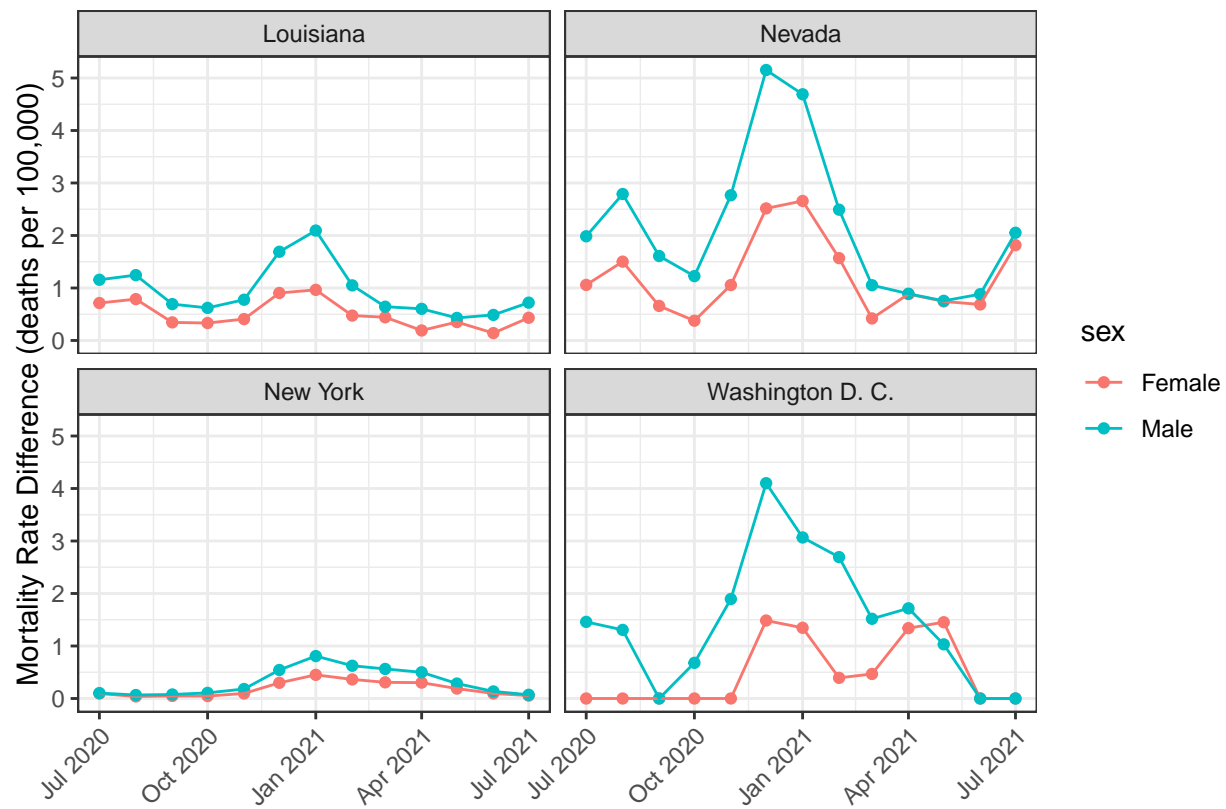 Louisiana
Nevada
5
4
3
2
1
0
New York
Washington D. C.
5
4
3
2
1
0
Jul 2020
Oct 2020
Jan 2021
Apr 2021
Jul 2021
Jul 2020
Oct 2020
Jan 2021
Apr 2021
Jul 2021
Mortality Rate Difference (deaths per 100,000)
sex
Female
Male